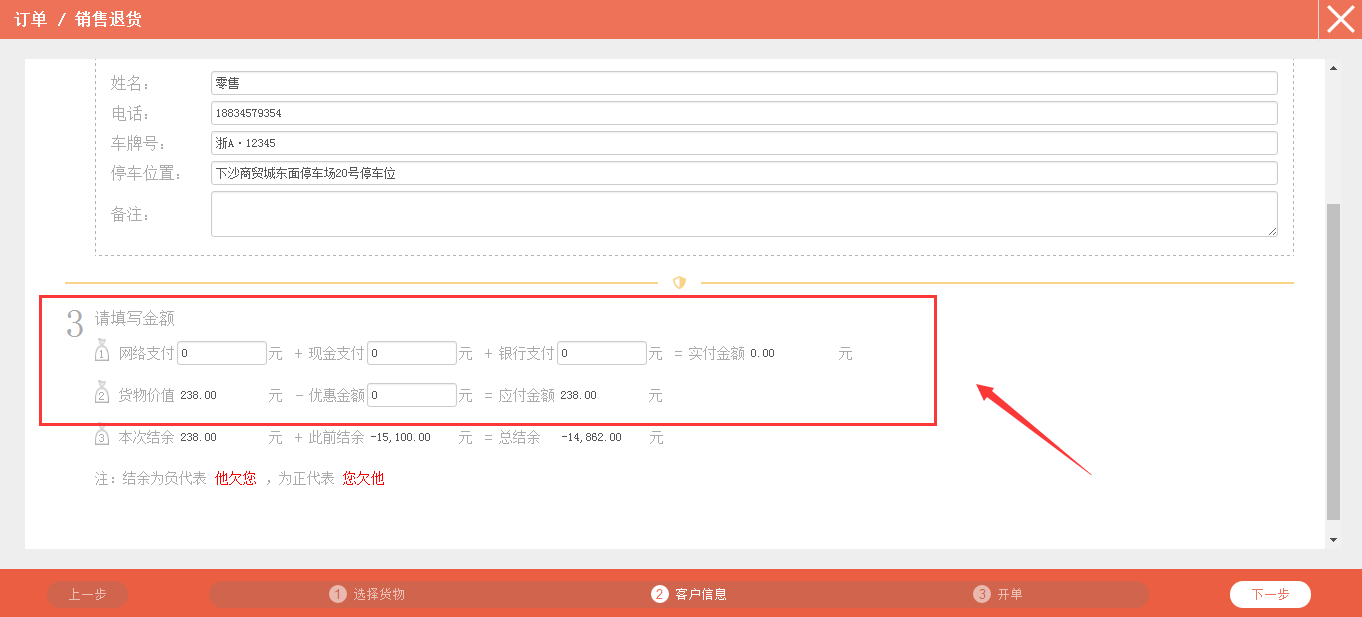 订单 / 销售退货
姓名： 零售
电话： 18834579354
车牌号： 浙A·12345
停车位置： 下沙商贸城东面停车场20号停车位
备注：
3 请填写金额
1 网络支付 0 元 + 现金支付 0 元 + 银行支付 0 元 = 实付金额 0.00 元
2 货物价值 238.00 元 - 优惠金额 0 元 = 应付金额 238.00 元
3 本次结余 238.00 元 + 此前结余 -15,100.00 元 = 总结余 -14,862.00 元
注：结余为负代表 他欠您 ，为正代表 您欠他
上一步 1 选择货物 2 客户信息 3 开单 下一步